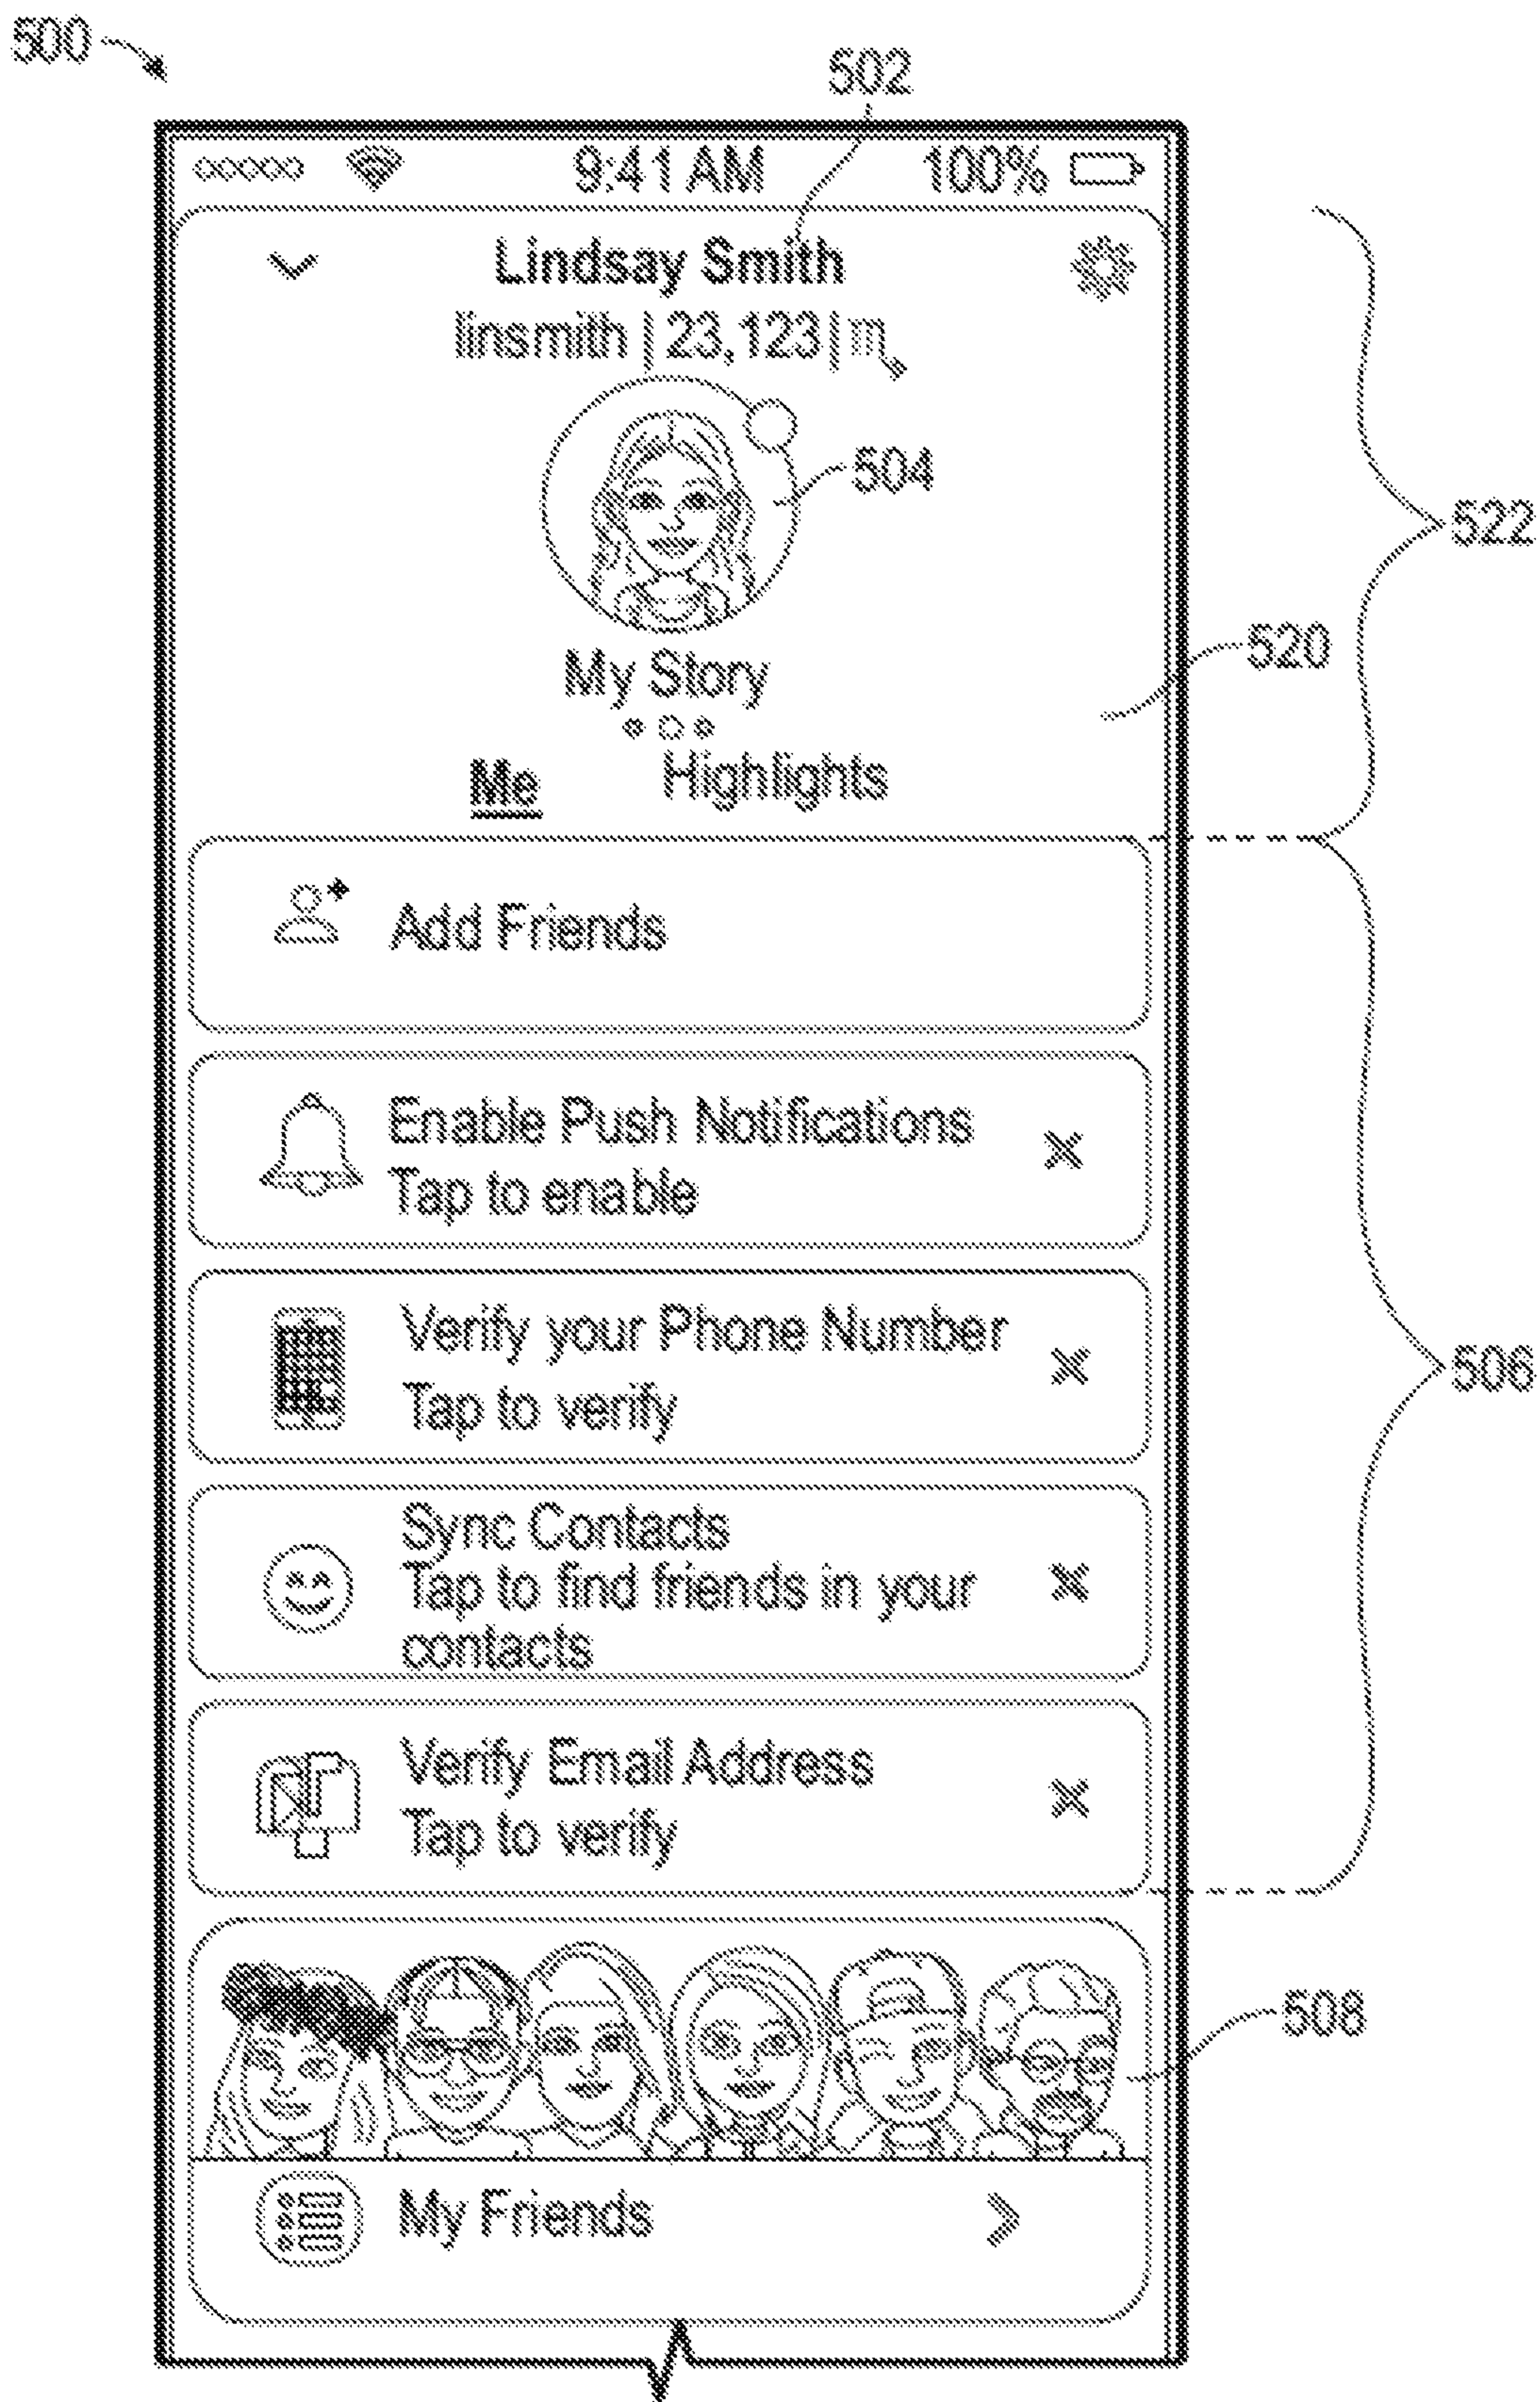 500
502
9:41 AM 100%
Lindsay Smith
linsmith | 23,123 | ♏
504
522
520
My Story
Me Highlights
Add Friends
Enable Push Notifications
Tap to enable
Verify your Phone Number
Tap to verify
506
Sync Contacts
Tap to find friends in your
contacts
Verify Email Address
Tap to verify
508
My Friends